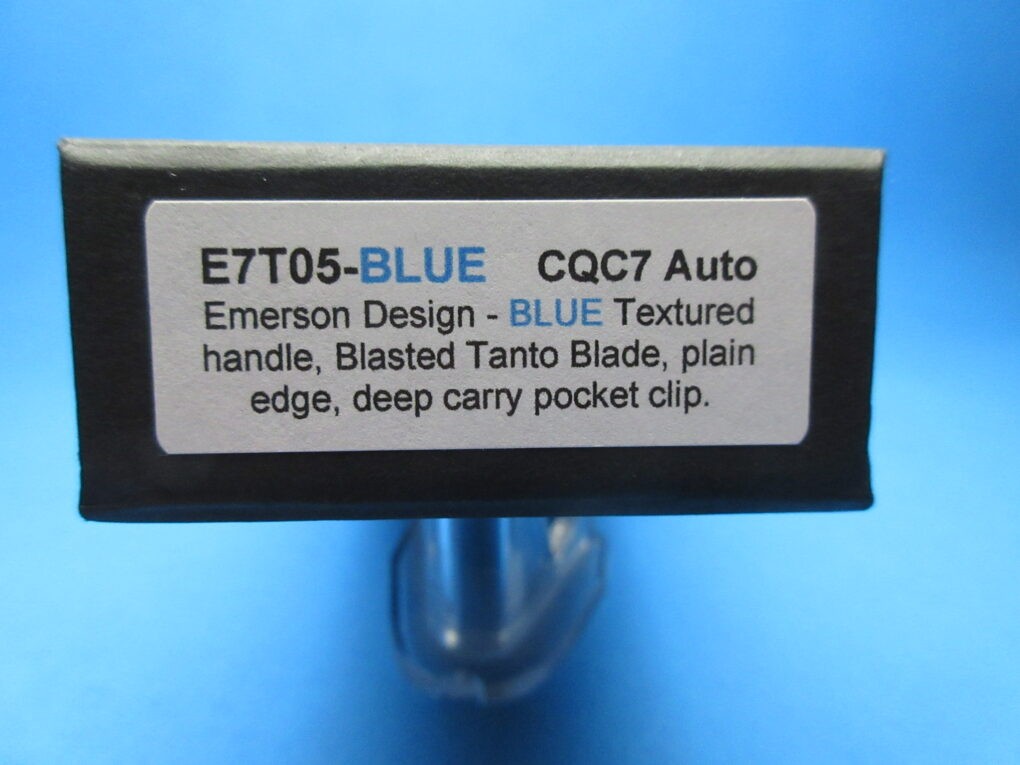 E7T05-BLUE CQC7 Auto
Emerson Design - BLUE Textured
handle, Blasted Tanto Blade, plain
edge, deep carry pocket clip.